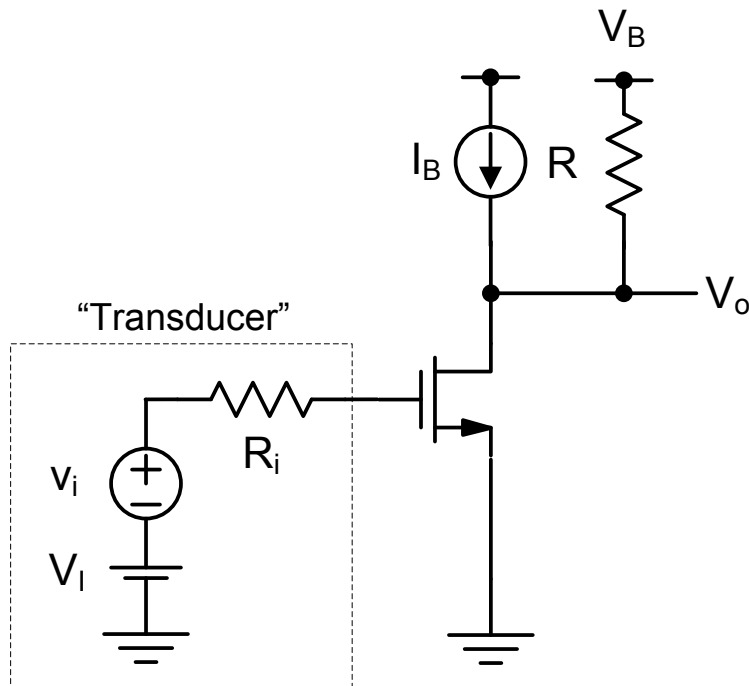 V_B
I_B
R
V_o
“Transducer”
R_i
v_i
V_I